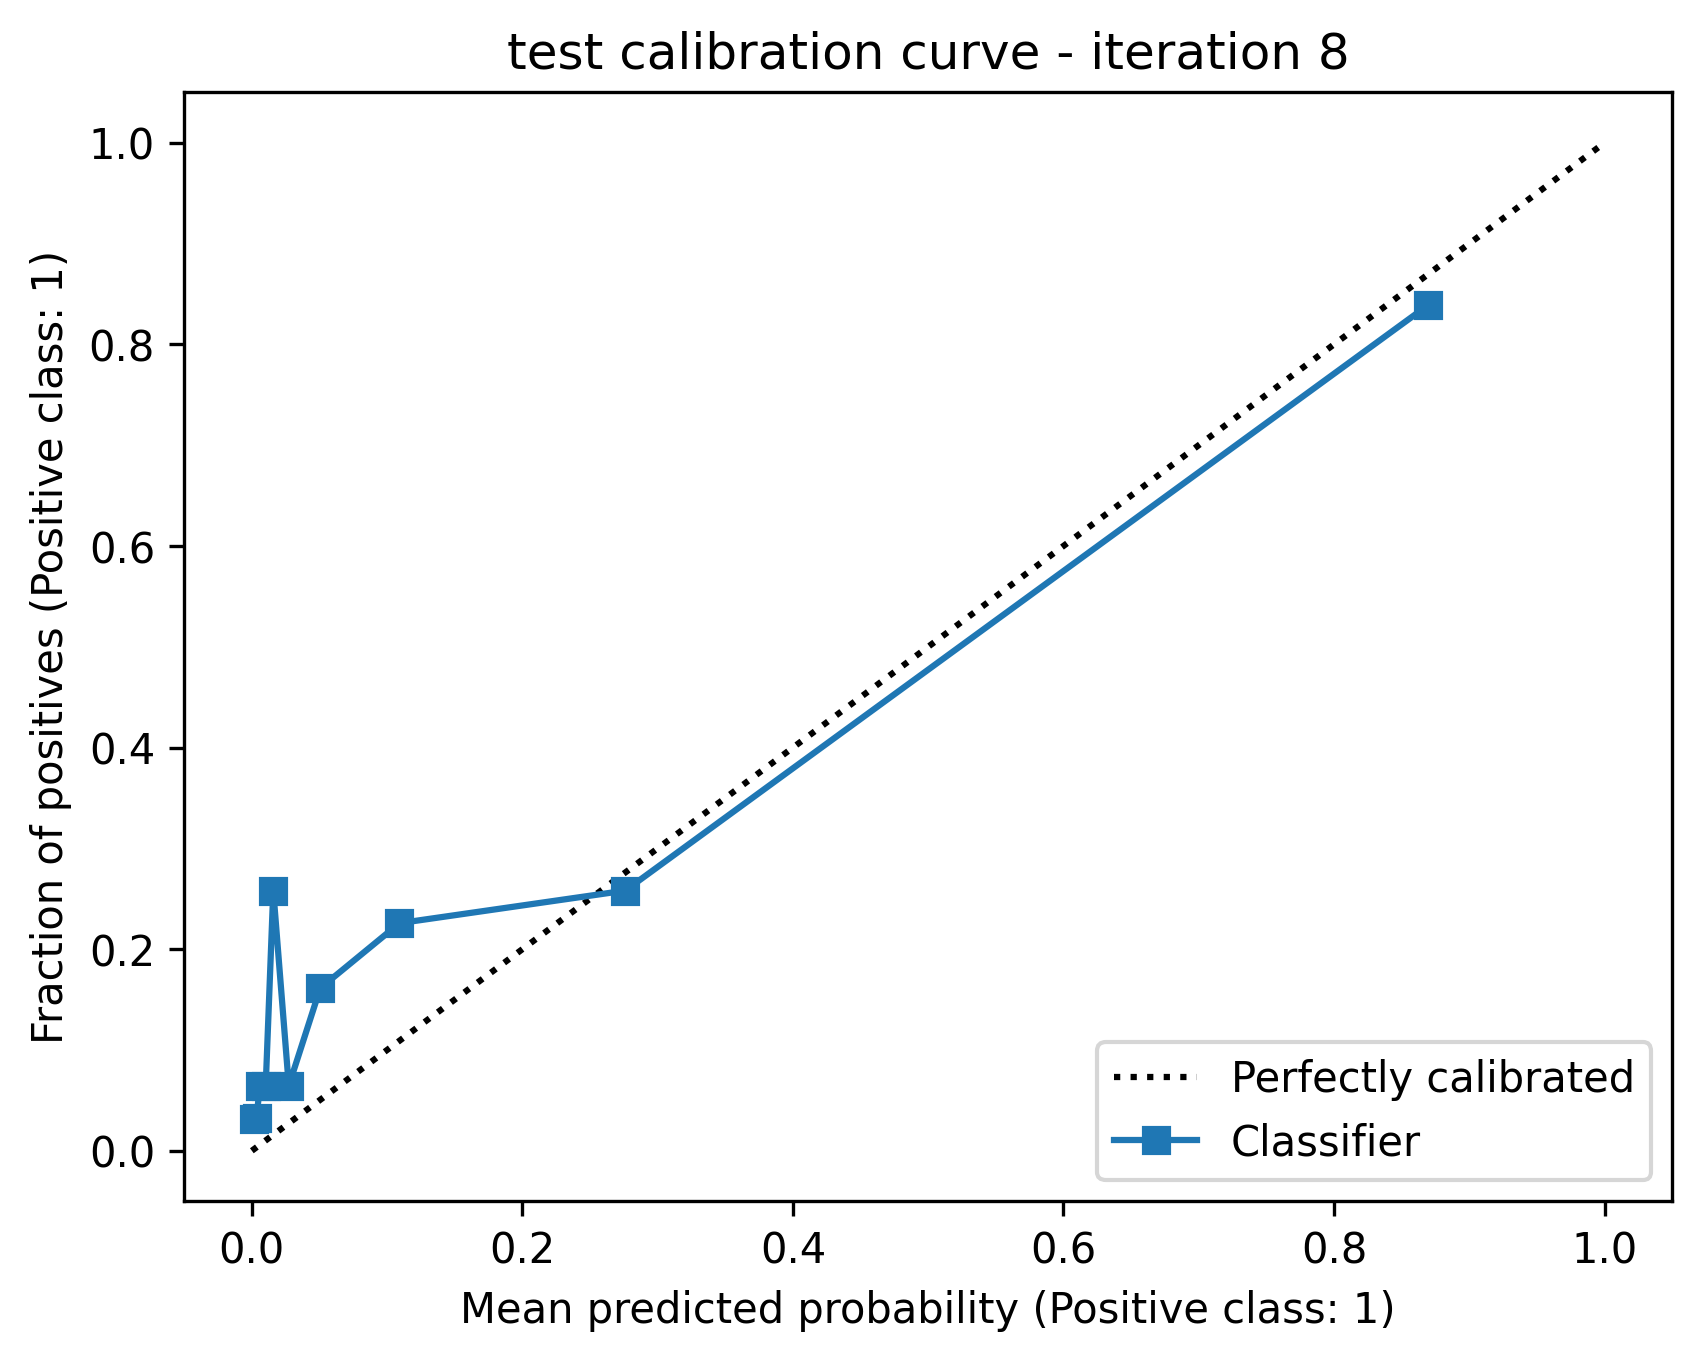 test calibration curve - iteration 8
Fraction of positives (Positive class: 1)
1.0
0.8
0.6
0.4
0.2
0.0
Perfectly calibrated
Classifier
0.0 0.2 0.4 0.6 0.8 1.0
Mean predicted probability (Positive class: 1)